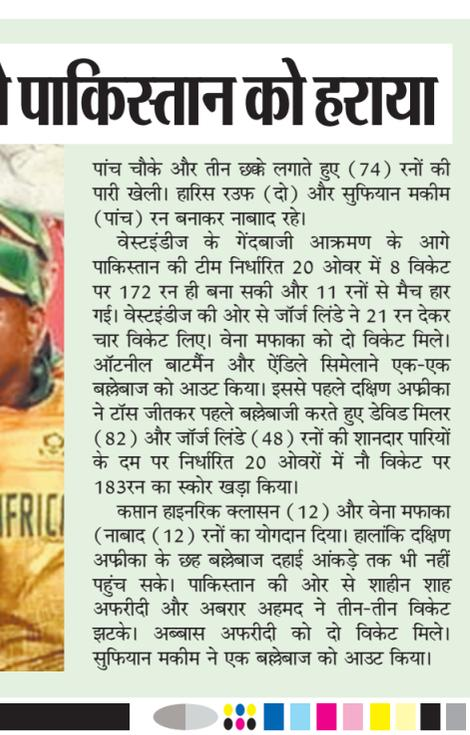 पाकिस्तान को हराया
पांच चौके और तीन छक्के लगाते हुए (74) रनों की
पारी खेली। हारिस रउफ (दो) और सुफियान मकीम
(पांच) रन बनाकर नाबााद रहे।
वेस्टइंडीज के गेंदबाजी आक्रमण के आगे
पाकिस्तान की टीम निर्धारित 20 ओवर में 8 विकेट
पर 172 रन ही बना सकी और 11 रनों से मैच हार
गई। वेस्टइंडीज की ओर से जॉर्ज लिंडे ने 21 रन देकर
चार विकेट लिए। वेना मफाका को दो विकेट मिले।
ऑटनील बाटर्मैन और ऐंडिले सिमेलाने एक-एक
बल्लेबाज को आउट किया। इससे पहले दक्षिण अफ्रीका
ने टॉस जीतकर पहले बल्लेबाजी करते हुए डेविड मिलर
(82) और जॉर्ज लिंडे (48) रनों की शानदार पारियों
के दम पर निर्धारित 20 ओवरों में नौ विकेट पर
183रन का स्कोर खड़ा किया।
कप्तान हाइनरिक क्लासन (12) और वेना मफाका
(नाबाद (12) रनों का योगदान दिया। हालांकि दक्षिण
अफ्रीका के छह बल्लेबाज दहाई आंकड़े तक भी नहीं
पहुंच सके। पाकिस्तान की ओर से शाहीन शाह
अफरीदी और अबरार अहमद ने तीन-तीन विकेट
झटके। अब्बास अफरीदी को दो विकेट मिले।
सुफियान मकीम ने एक बल्लेबाज को आउट किया।